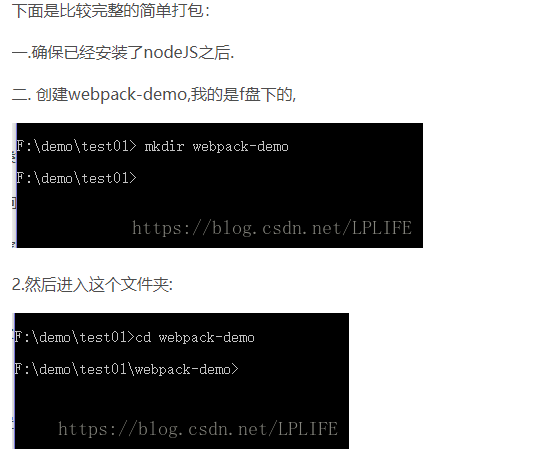 下面是比较完整的简单打包：
一.确保已经安装了nodeJS之后.
二. 创建webpack-demo,我的是f盘下的,
F:\demo\test01> mkdir webpack-demo
F:\demo\test01>
https://blog.csdn.net/LPLIFE
2.然后进入这个文件夹:
F:\demo\test01>cd webpack-demo
F:\demo\test01\webpack-demo>
https://blog.csdn.net/LPLIFE